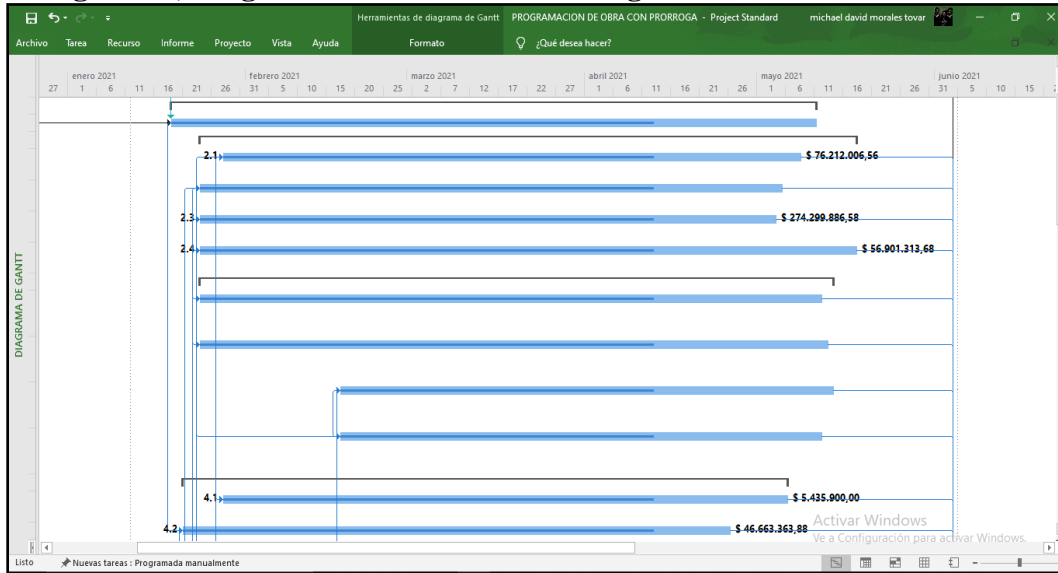 Herramientas de diagrama de Gantt PROGRAMACION DE OBRA CON PRORROGA - Project Standard michael david morales tovar
Archivo Tarea Recurso Informe Proyecto Vista Ayuda Formato ¿Qué desea hacer?
enero 2021 febrero 2021 marzo 2021 abril 2021 mayo 2021 junio 2021
27 1 6 11 16 21 26 31 5 10 15 20 25 2 7 12 17 22 27 1 6 11 16 21 26 1 6 11 16 21 26 31 5 10 15
2.1 $ 76.212.006,56
2.3 $ 274.299.886,58
2.4 $ 56.901.313,68
DIAGRAMA DE GANTT
4.1 $ 5.435.900,00
4.2 $ 46.663.363,88
Activar Windows
Ve a Configuración para activar Windows.
Listo Nuevas tareas : Programada manualmente